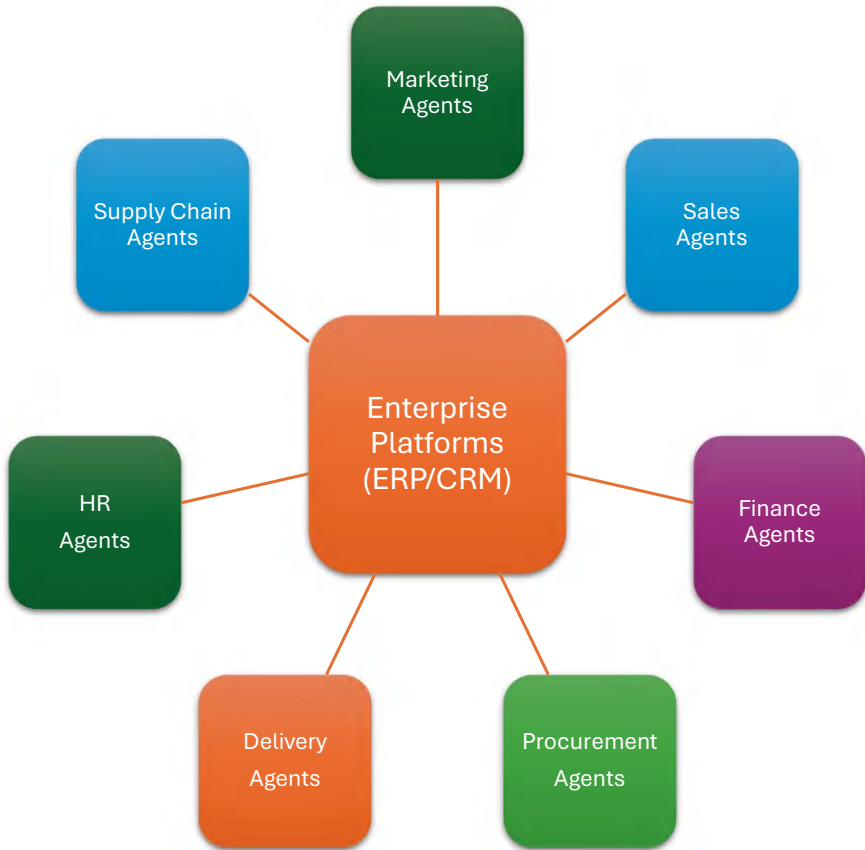 Marketing
Agents
Supply Chain
Agents
Sales
Agents
Enterprise
Platforms
(ERP/CRM)
HR
Agents
Finance
Agents
Delivery
Agents
Procurement
Agents